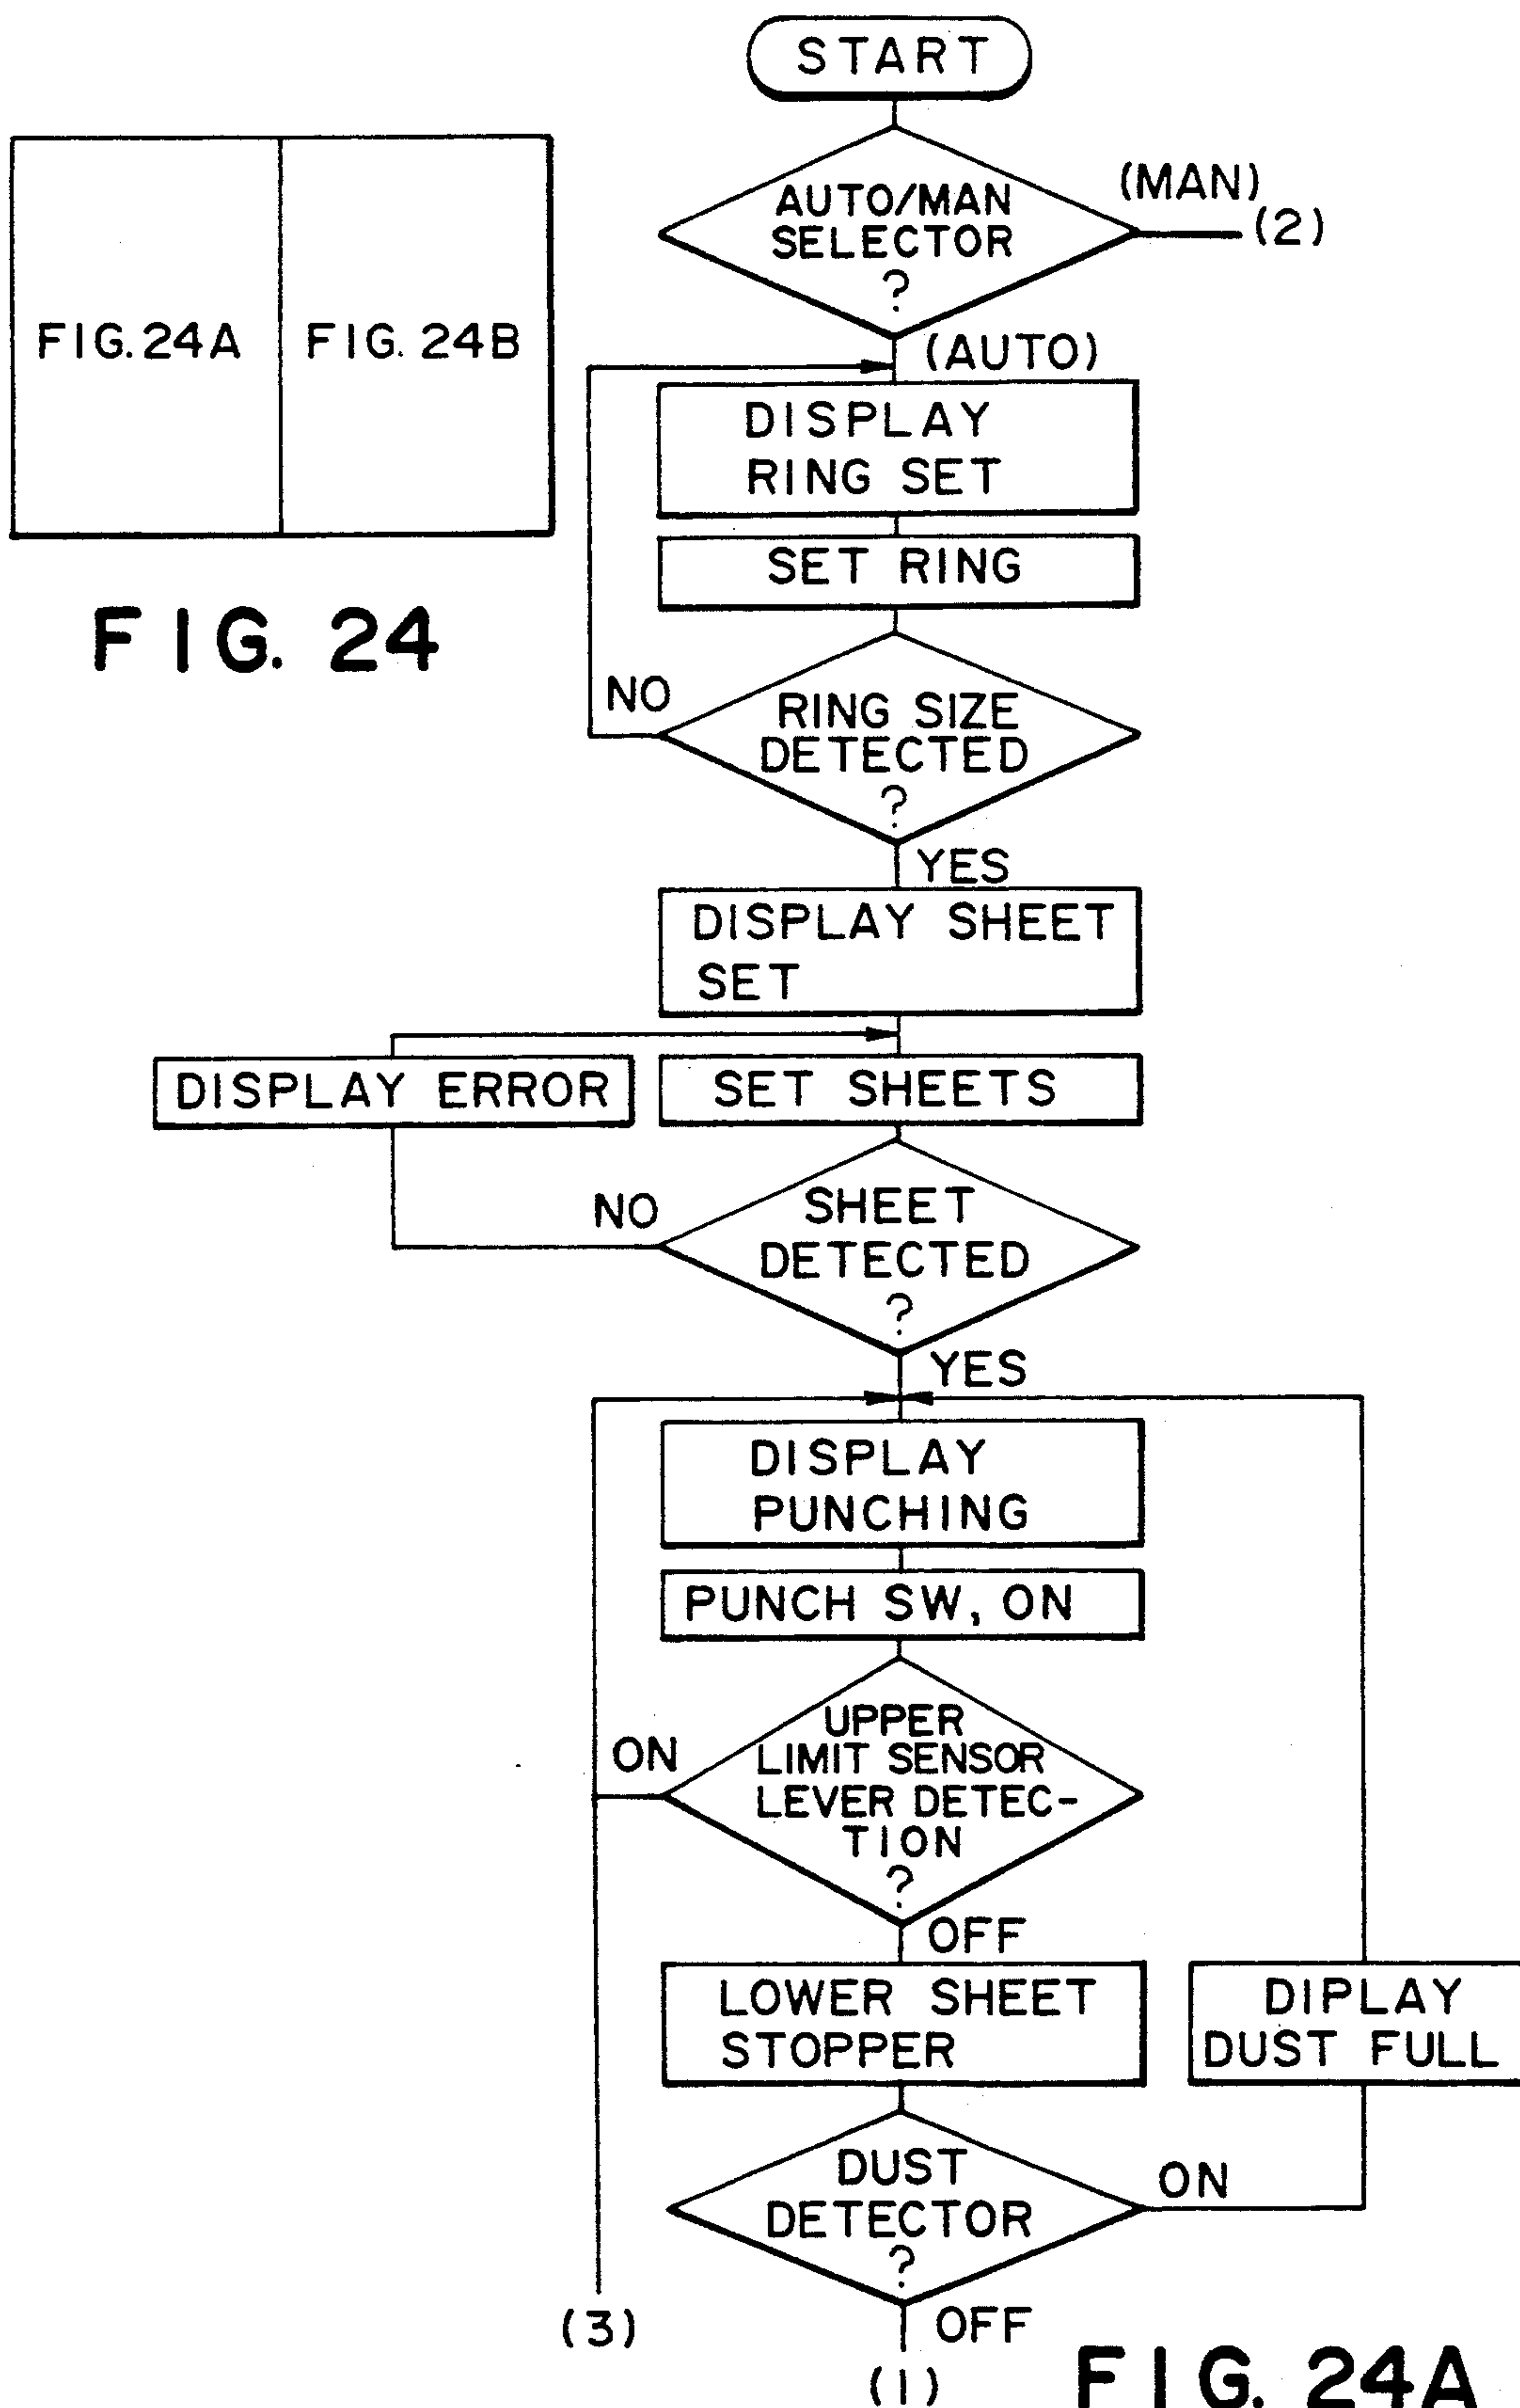 START
AUTO/MAN
SELECTOR
?
(MAN)
(2)
(AUTO)
FIG. 24A
FIG. 24B
FIG. 24
DISPLAY
RING SET
SET RING
NO
RING SIZE
DETECTED
?
YES
DISPLAY SHEET
SET
DISPLAY ERROR
SET SHEETS
NO
SHEET
DETECTED
?
YES
DISPLAY
PUNCHING
PUNCH SW, ON
ON
UPPER
LIMIT SENSOR
LEVER DETEC-
TION
?
OFF
LOWER SHEET
STOPPER
DIPLAY
DUST FULL
DUST
DETECTOR
?
ON
OFF
(3)
(1)
FIG. 24A